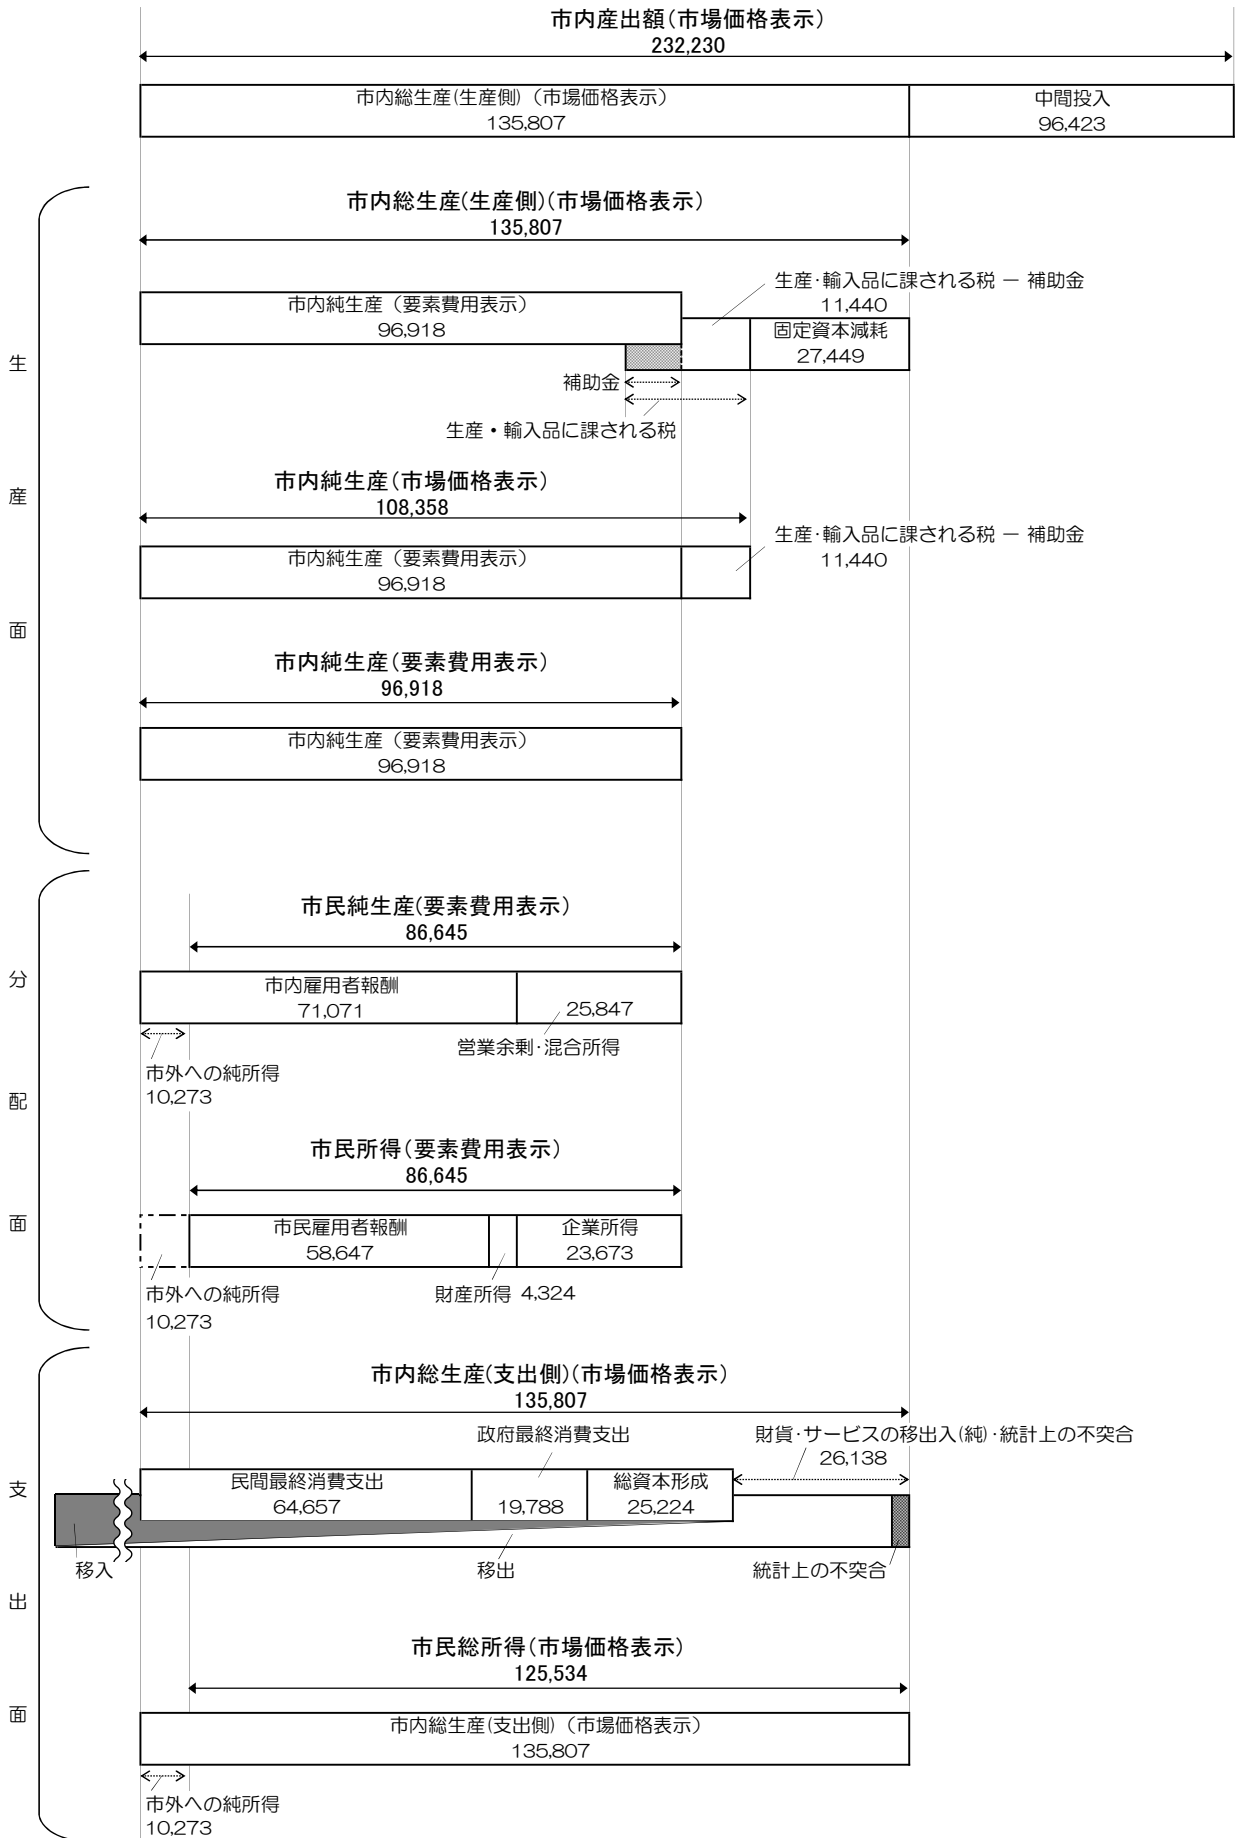 市内産出額(市場価格表示)
232,230
市内総生産(生産側)(市場価格表示)
135,807
中間投入
96,423
生産面
市内総生産(生産側)(市場価格表示)
135,807
生産・輸入品に課される税 － 補助金
11,440
市内純生産（要素費用表示）
96,918
固定資本減耗
27,449
補助金
生産・輸入品に課される税
市内純生産(市場価格表示)
108,358
生産・輸入品に課される税 － 補助金
11,440
市内純生産（要素費用表示）
96,918
市内純生産(要素費用表示)
96,918
市内純生産（要素費用表示）
96,918
分配面
市民純生産(要素費用表示)
86,645
市内雇用者報酬
71,071
25,847
営業余剰・混合所得
市外への純所得
10,273
市民所得(要素費用表示)
86,645
市民雇用者報酬
58,647
企業所得
23,673
市外への純所得
10,273
財産所得 4,324
支出面
市内総生産(支出側)(市場価格表示)
135,807
政府最終消費支出
財貨・サービスの移出入(純)・統計上の不突合
26,138
民間最終消費支出
64,657
19,788
総資本形成
25,224
移入
移出
統計上の不突合
市民総所得(市場価格表示)
125,534
市内総生産(支出側)（市場価格表示）
135,807
市外への純所得
10,273